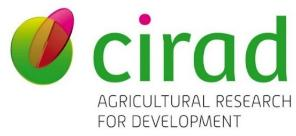 cirad
AGRICULTURAL RESEARCH
FOR DEVELOPMENT